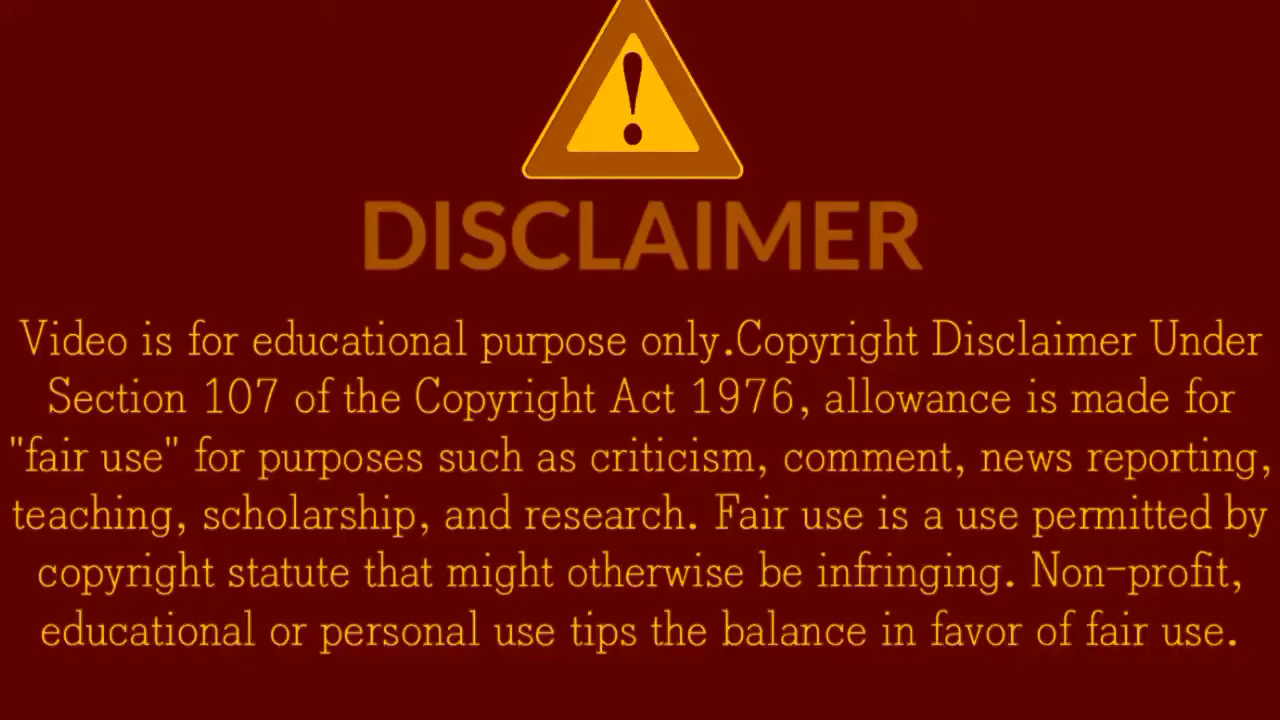 !
DISCLAIMER
Video is for educational purpose only.Copyright Disclaimer Under
Section 107 of the Copyright Act 1976, allowance is made for
"fair use" for purposes such as criticism, comment, news reporting,
teaching, scholarship, and research. Fair use is a use permitted by
copyright statute that might otherwise be infringing. Non-profit,
educational or personal use tips the balance in favor of fair use.